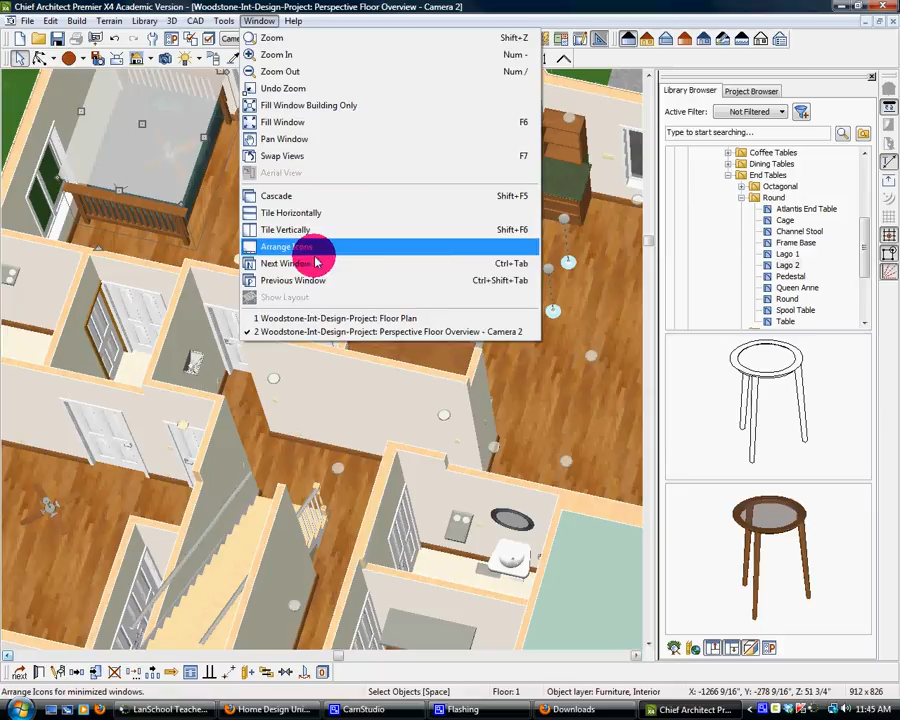 Chief Architect Premier X4 Academic Version - [Woodstone-Int-Design-Project: Perspective Floor Overview - Camera 2]
File Edit Build Terrain Library 3D CAD Tools Window Help
Zoom Shift+Z
Zoom In Num -
Zoom Out Num /
Undo Zoom
Fill Window Building Only
Fill Window F6
Pan Window
Swap Views F7
Aerial View
Cascade Shift+F5
Tile Horizontally
Tile Vertically Shift+F6
Arrange Icons
Next Window Ctrl+Tab
Previous Window Ctrl+Shift+Tab
Show Layout
1 Woodstone-Int-Design-Project: Floor Plan
2 Woodstone-Int-Design-Project: Perspective Floor Overview - Camera 2
Library Browser Project Browser
Active Filter: Not Filtered
Type to start searching...
Coffee Tables
Dining Tables
End Tables
Octagonal
Round
Atlantis End Table
Cage
Channel Stool
Frame Base
Lago 1
Lago 2
Pedestal
Queen Anne
Round
Spool Table
Table
next
Arrange Icons for minimized windows. Select Objects [Space] Floor: 1 Object layer: Furniture, Interior X: -1266 9/16", Y: -278 9/16", Z: 51 3/4" 912 x 826
LanSchool Teache... Home Design Uni... CamStudio Flashing Downloads Chief Architect Pre... 11:45 AM